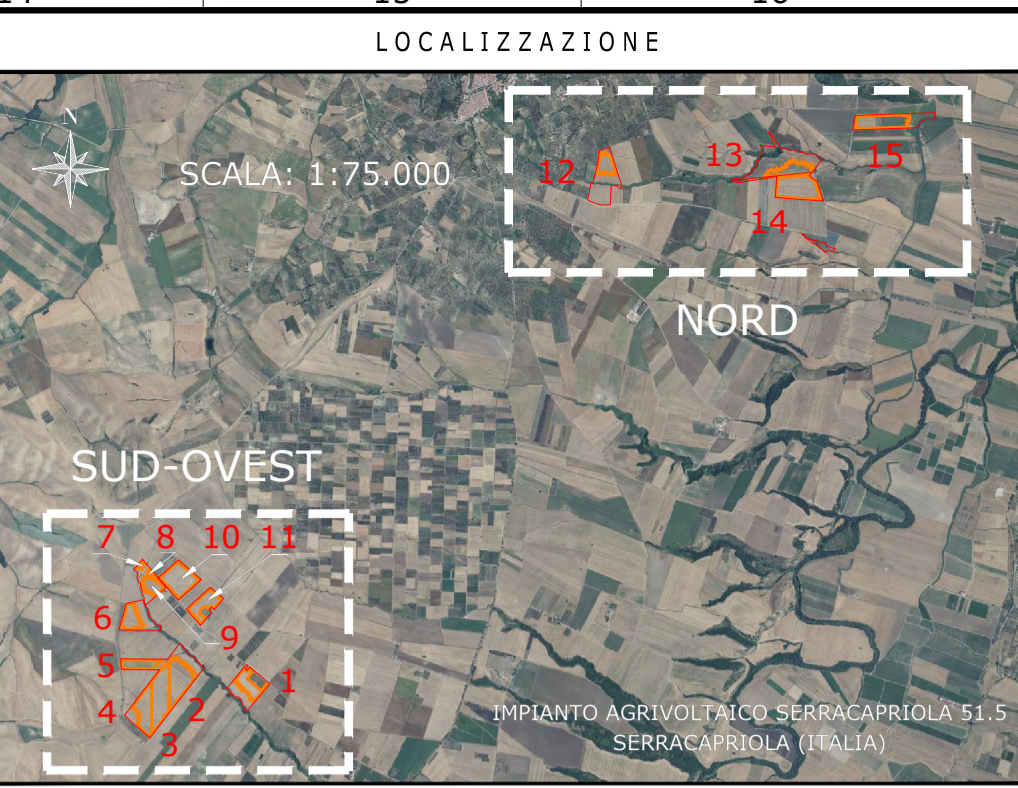 LOCALIZZAZIONE
N
SCALA: 1:75.000
12
13
14
15
NORD
SUD-OVEST
7 8 10 11
6
9
5
4
2
1
3
IMPIANTO AGRIVOLTAICO SERRACAPRIOLA 51.5
SERRACAPRIOLA (ITALIA)